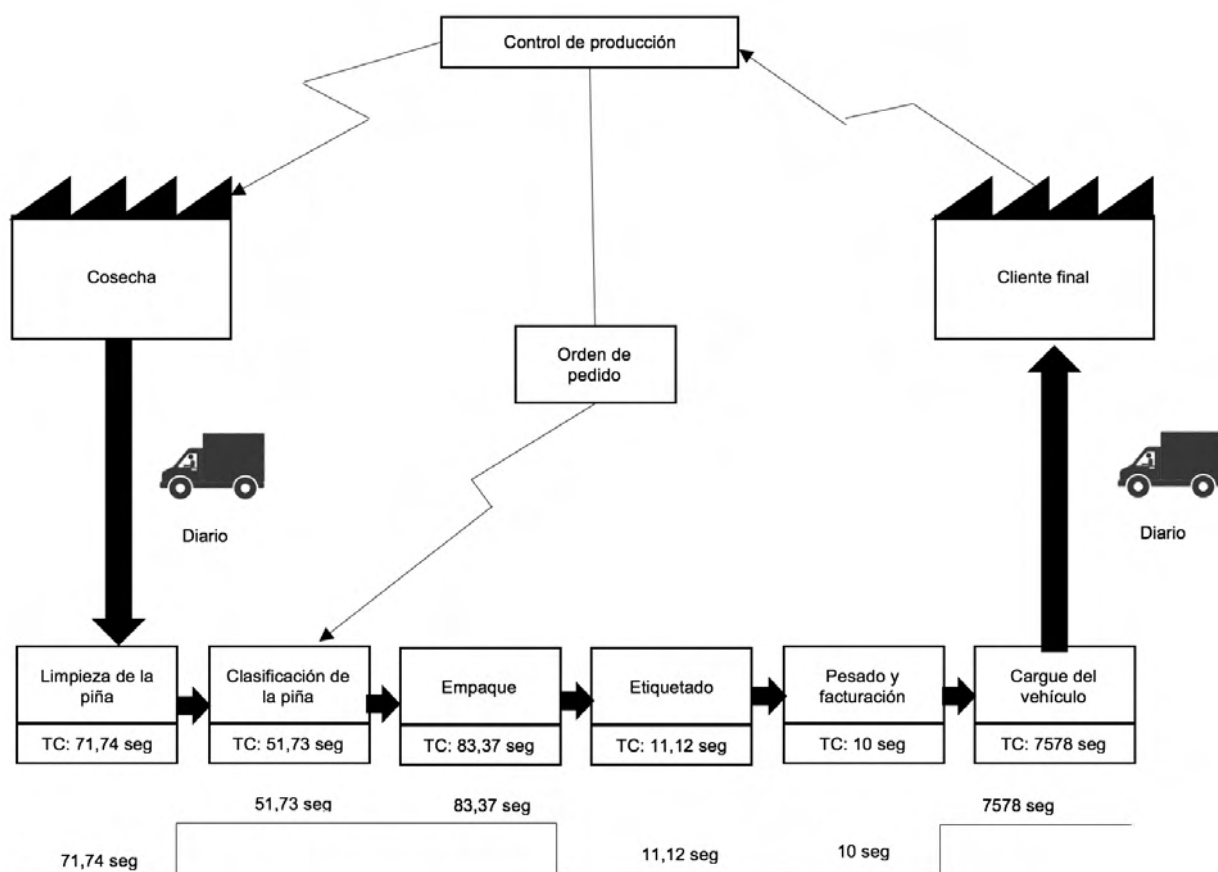 Control de producción
Cosecha
Cliente final
Orden de
pedido
Diario
Diario
Limpieza de la
piña
TC: 71,74 seg
Clasificación de
la piña
TC: 51,73 seg
Empaque
TC: 83,37 seg
Etiquetado
TC: 11,12 seg
Pesado y
facturación
TC: 10 seg
Cargue del
vehículo
TC: 7578 seg
51,73 seg
83,37 seg
7578 seg
71,74 seg
11,12 seg
10 seg